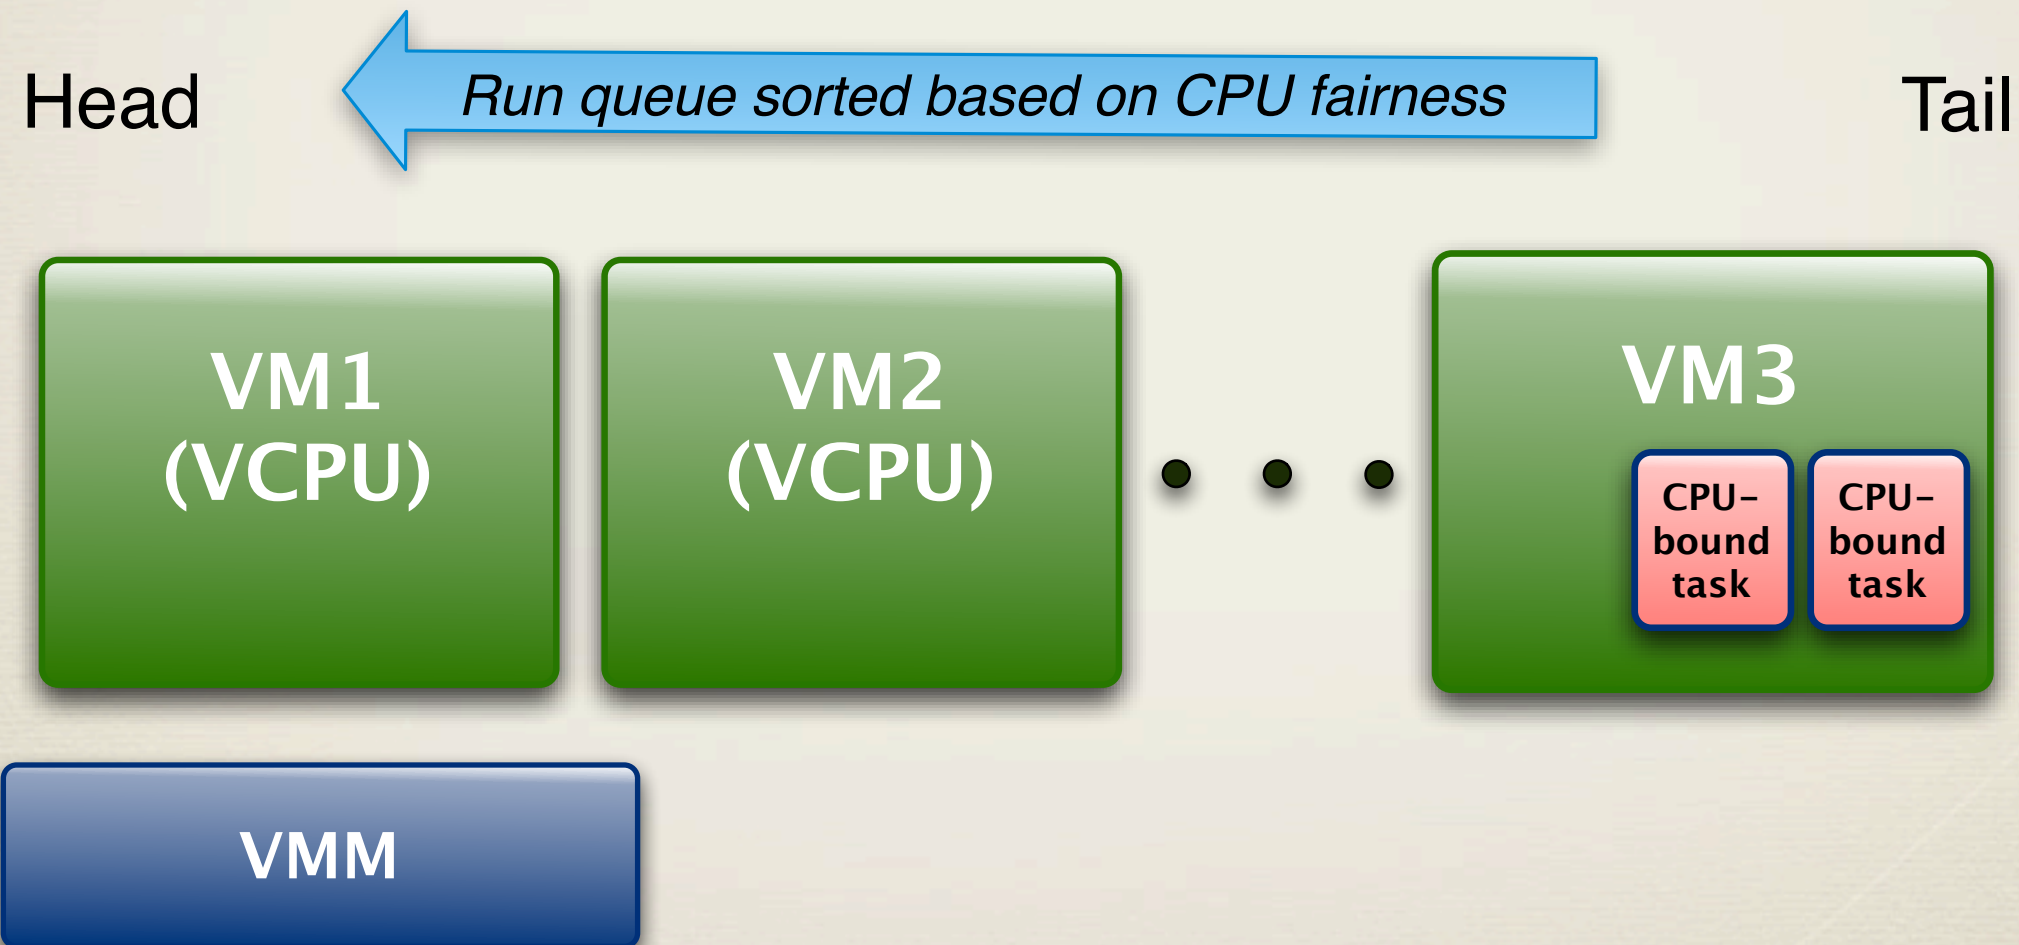 Head
Run queue sorted based on CPU fairness
Tail
VM1
(VCPU)
VM2
(VCPU)
VM3
CPU-
bound
task
CPU-
bound
task
VMM